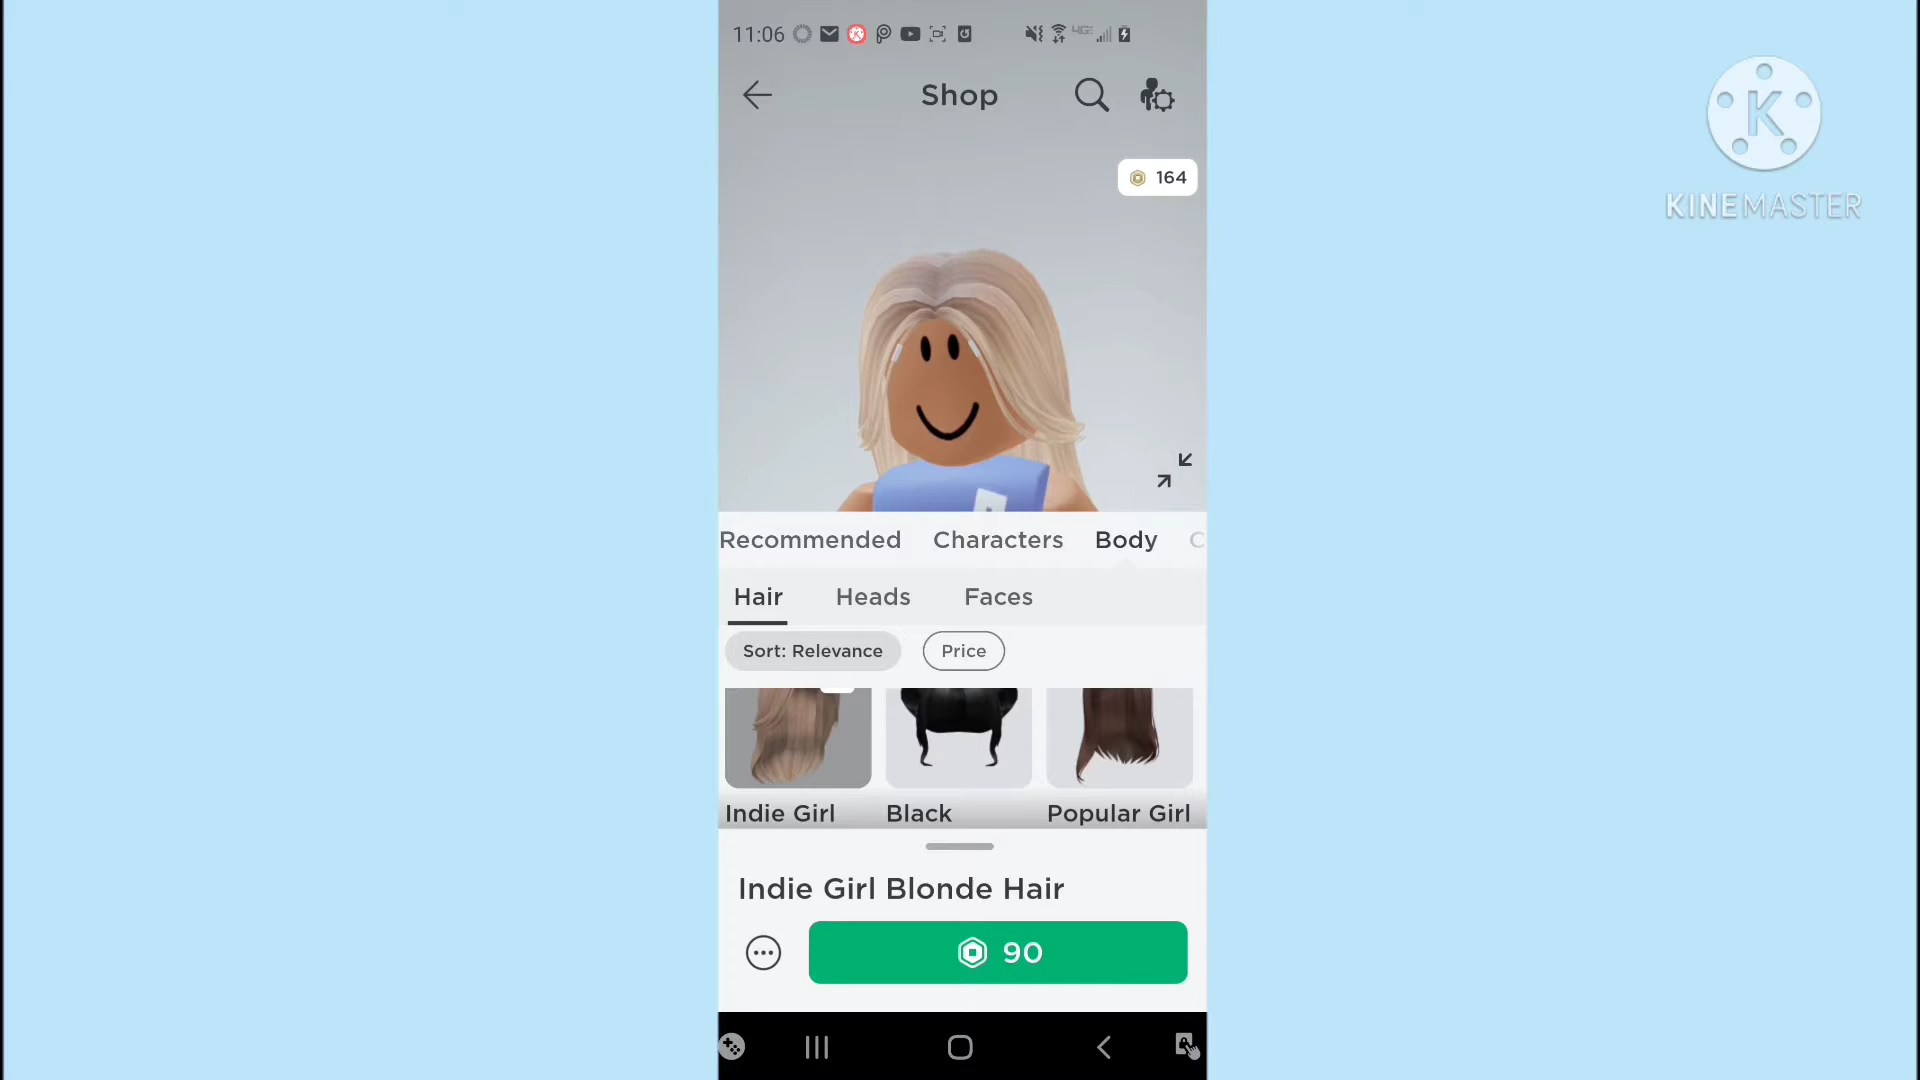 11:06
Shop
164
K
KINEMASTER
Recommended Characters Body C
Hair Heads Faces
Sort: Relevance Price
Indie Girl Black Popular Girl
Indie Girl Blonde Hair
90